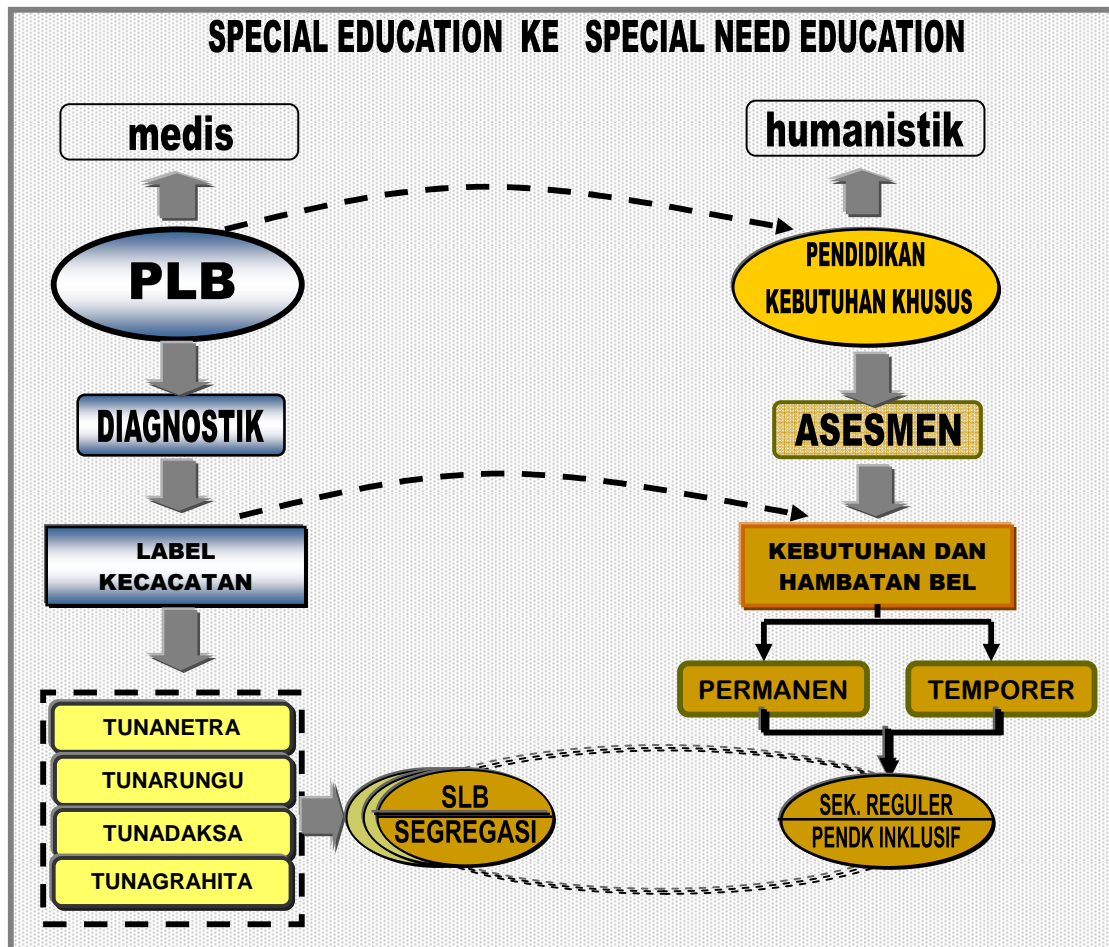 SPECIAL EDUCATION KE SPECIAL NEED EDUCATION
medis
PLB
DIAGNOSTIK
LABEL
KECACATAN
TUNANETRA
TUNARUNGU
TUNADAKSA
TUNAGRAHITA
SLB
SEGREGASI
humanistik
PENDIDIKAN
KEBUTUHAN KHUSUS
ASESMEN
KEBUTUHAN DAN
HAMBATAN BEL
PERMANEN
TEMPORER
SEK. REGULER
PENDK INKLUSIF